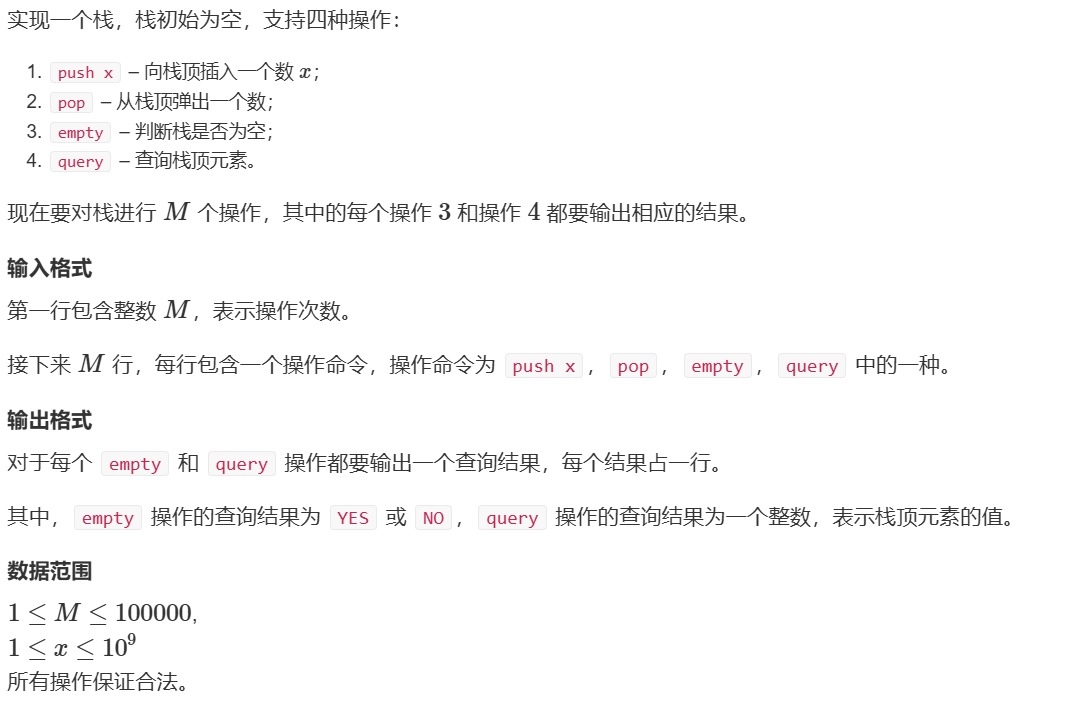 实现一个栈，栈初始为空，支持四种操作：
1. push x – 向栈顶插入一个数 x；
2. pop – 从栈顶弹出一个数；
3. empty – 判断栈是否为空；
4. query – 查询栈顶元素。
现在要对栈进行 M 个操作，其中的每个操作 3 和操作 4 都要输出相应的结果。
输入格式
第一行包含整数 M，表示操作次数。
接下来 M 行，每行包含一个操作命令，操作命令为 push x，pop，empty，query 中的一种。
输出格式
对于每个 empty 和 query 操作都要输出一个查询结果，每个结果占一行。
其中，empty 操作的查询结果为 YES 或 NO，query 操作的查询结果为一个整数，表示栈顶元素的值。
数据范围
1 ≤ M ≤ 100000,
1 ≤ x ≤ 10⁹
所有操作保证合法。